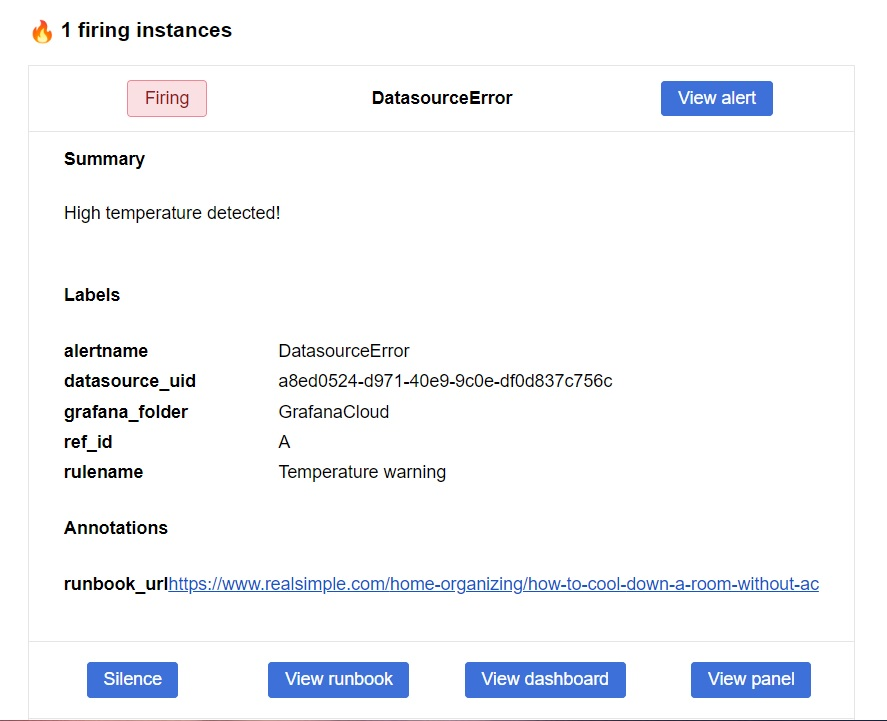 🔥 1 firing instances
Firing DatasourceError View alert
Summary
High temperature detected!
Labels
alertname DatasourceError
datasource_uid a8ed0524-d971-40e9-9c0e-df0d837c756c
grafana_folder GrafanaCloud
ref_id A
rulename Temperature warning
Annotations
runbook_urlhttps://www.realsimple.com/home-organizing/how-to-cool-down-a-room-without-ac
Silence View runbook View dashboard View panel